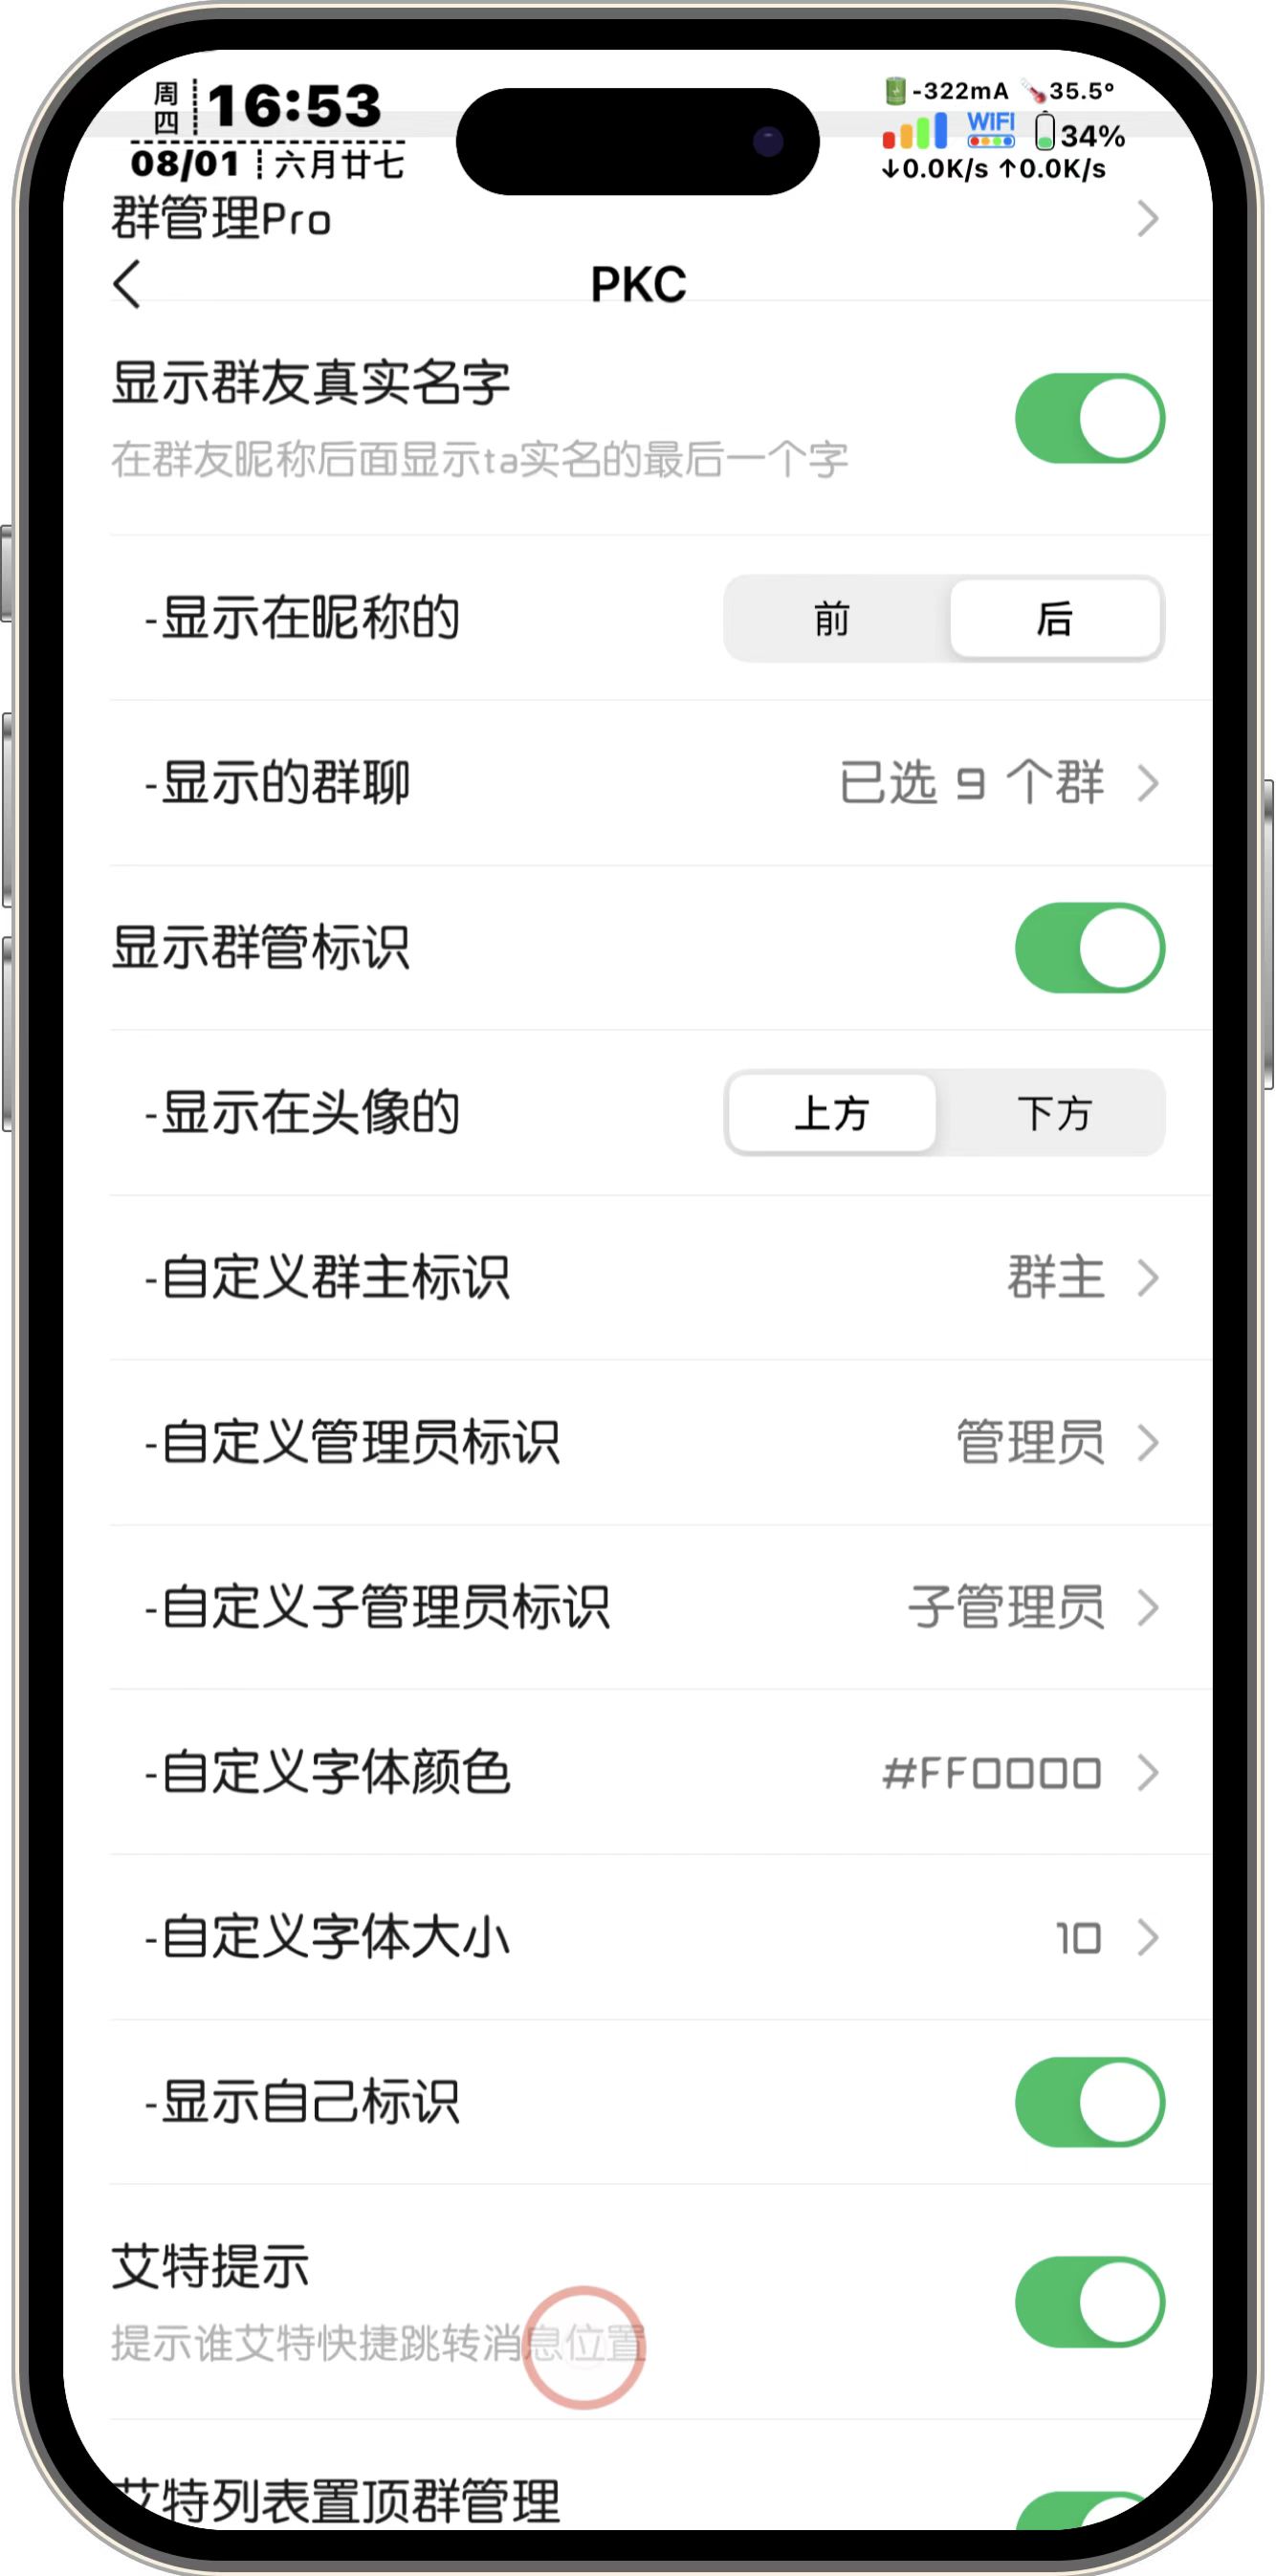 周四
16:53
08/01 六月廿七
-322mA 35.5°
WIFI 34%
↓0.0K/s ↑0.0K/s
群管理Pro
PKC
显示群友真实名字
在群友昵称后面显示ta实名的最后一个字
-显示在昵称的 前 后
-显示的群聊 已选 9 个群
显示群管标识
-显示在头像的 上方 下方
-自定义群主标识 群主
-自定义管理员标识 管理员
-自定义子管理员标识 子管理员
-自定义字体颜色 #FF0000
-自定义字体大小 10
-显示自己标识
艾特提示
提示谁艾特快捷跳转消息位置
艾特列表置顶群管理